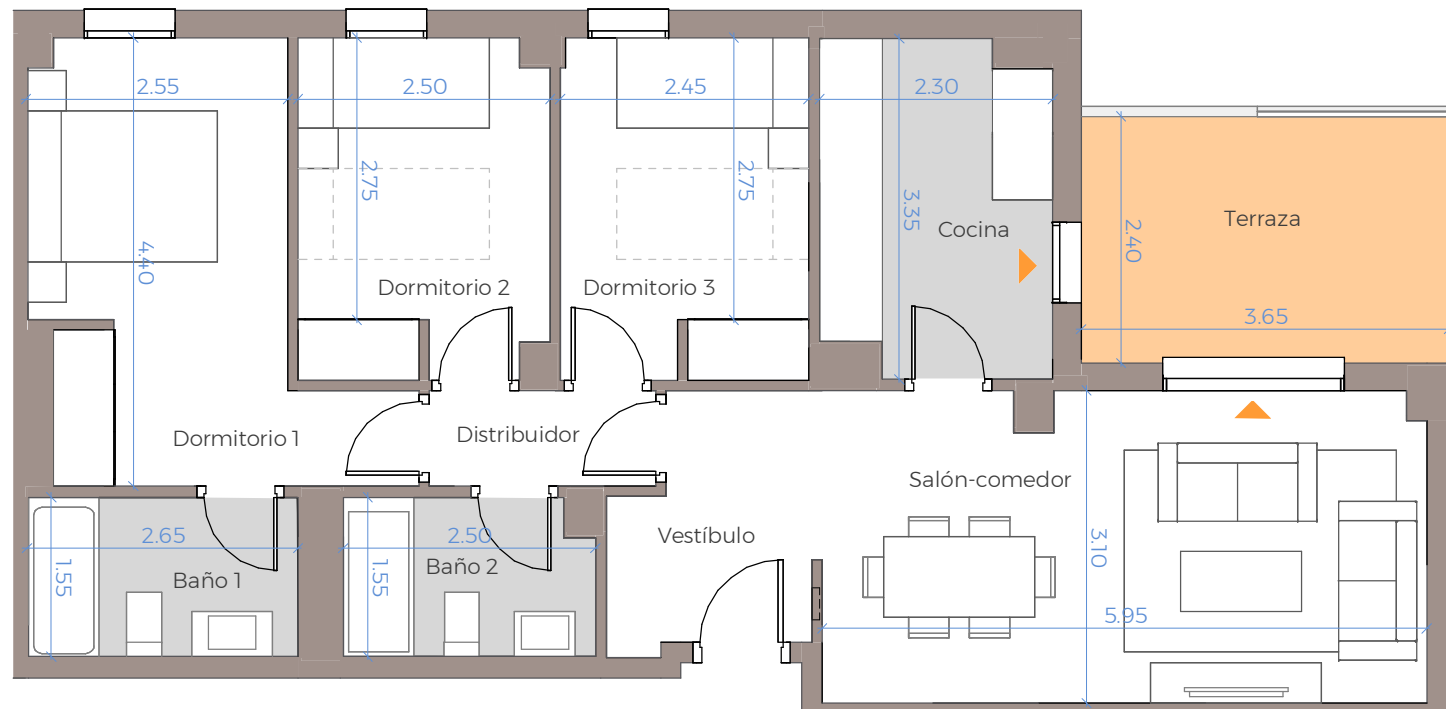 2.55
2.50
2.45
2.30
2.75
2.75
3.35
4.40
Cocina
Terraza
2.40
Dormitorio 2
Dormitorio 3
3.65
Dormitorio 1
Distribuidor
Salón-comedor
2.65
2.50
Vestíbulo
3.10
1.55
Baño 1
1.55
Baño 2
5.95